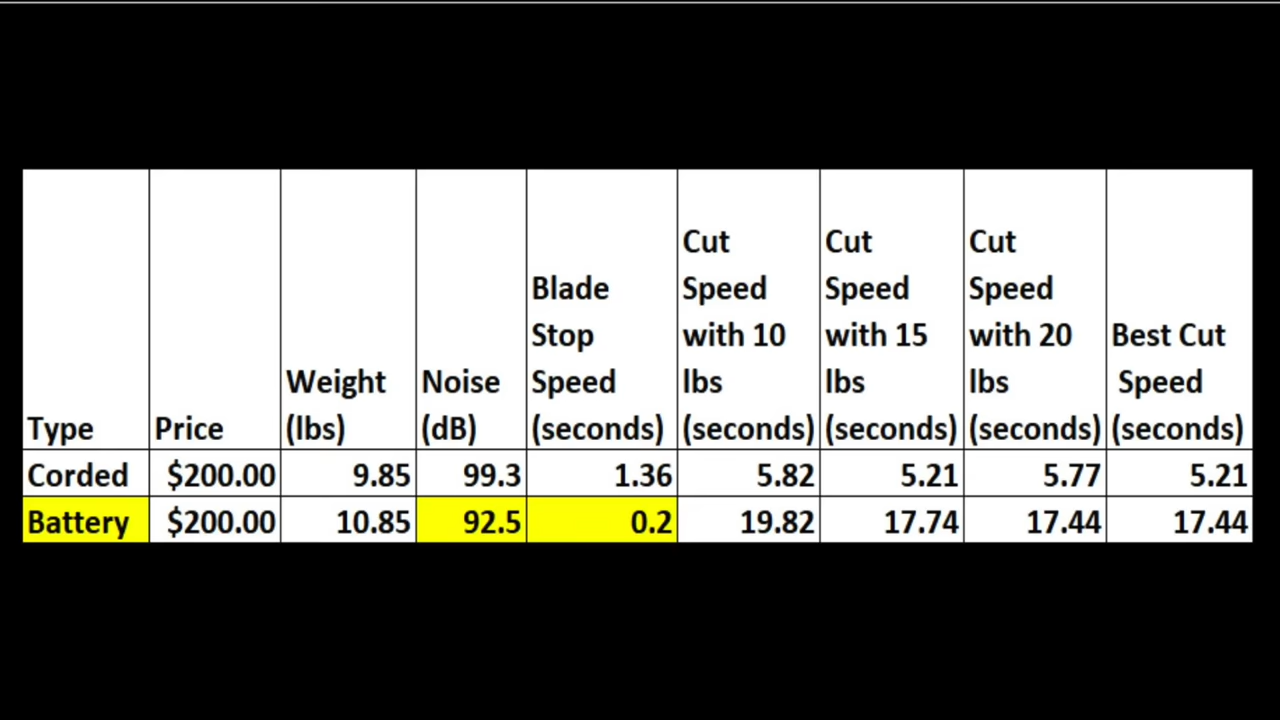 Type Price Weight (lbs) Noise (dB) Blade Stop Speed (seconds) Cut Speed with 10 lbs (seconds) Cut Speed with 15 lbs (seconds) Cut Speed with 20 lbs (seconds) Best Cut Speed (seconds)
Corded $200.00 9.85 99.3 1.36 5.82 5.21 5.77 5.21
Battery $200.00 10.85 92.5 0.2 19.82 17.74 17.44 17.44